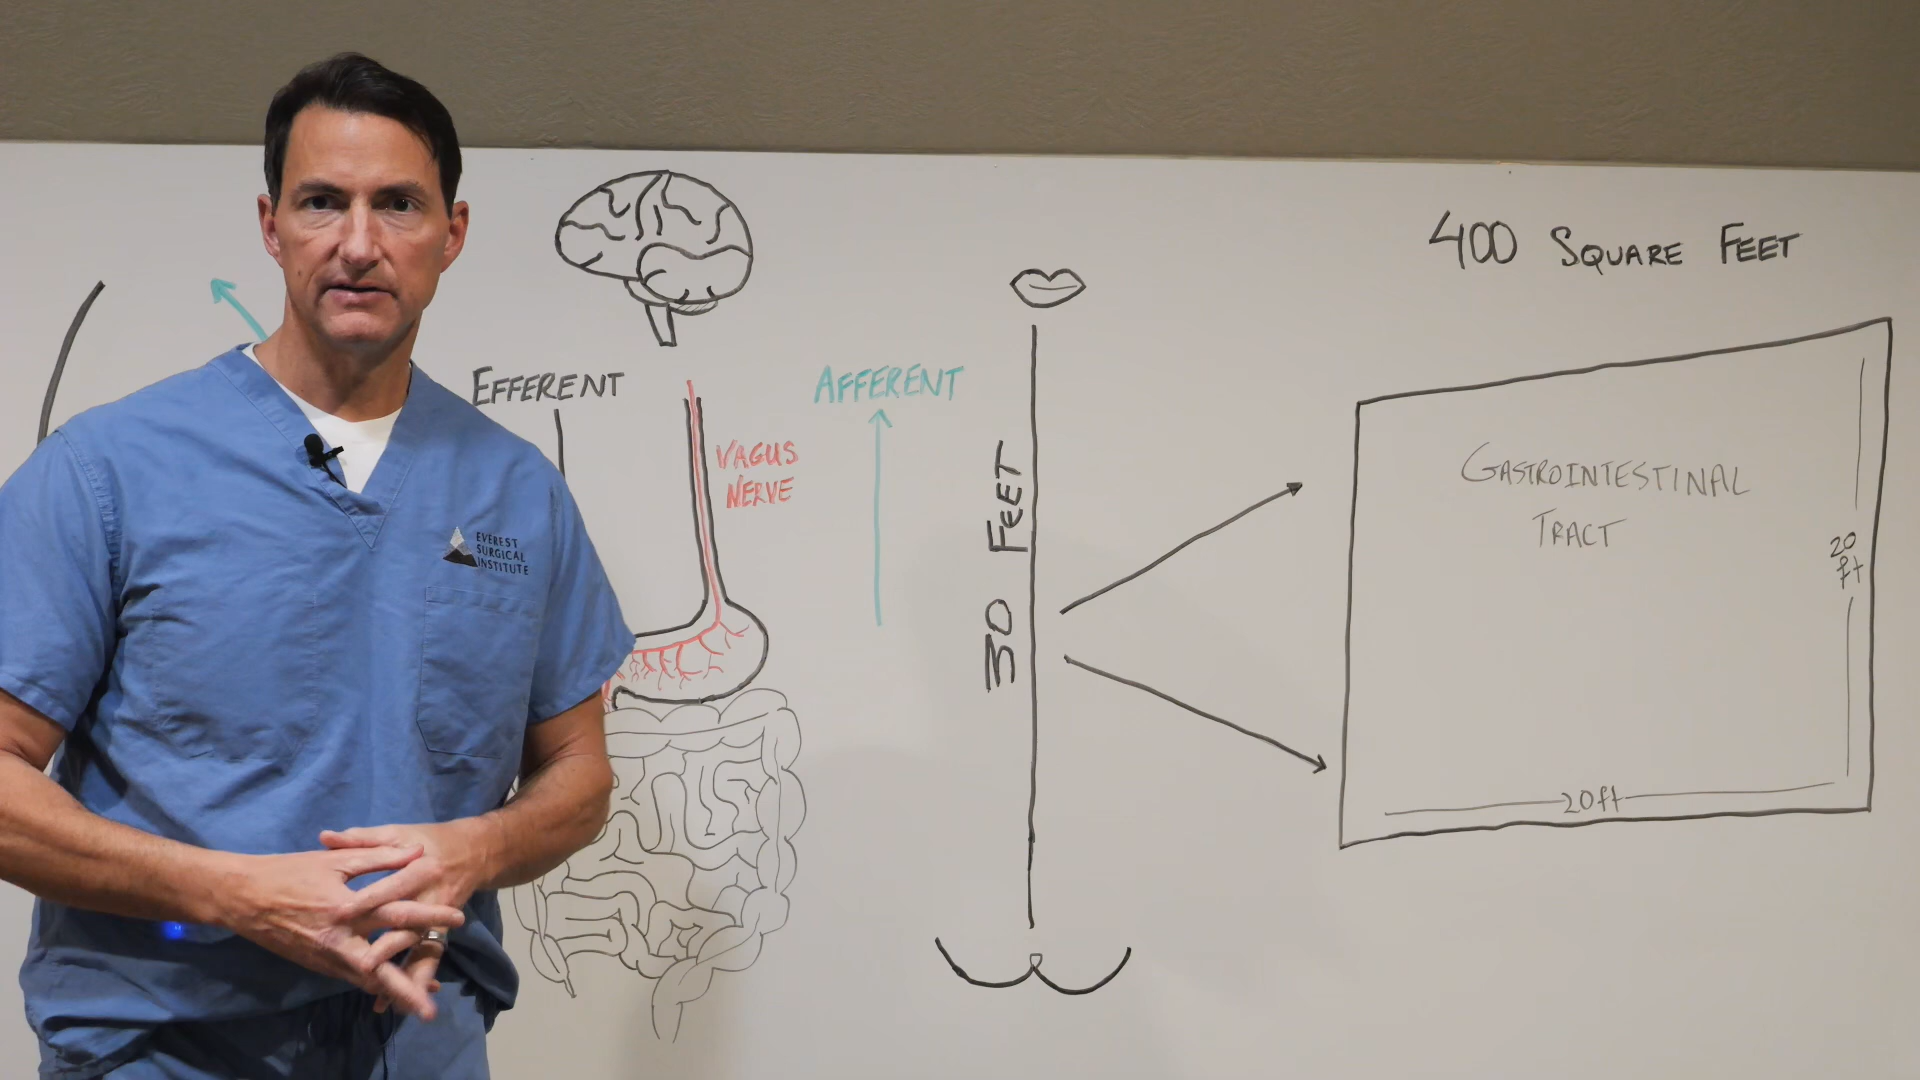 EVEREST
SURGICAL
INSTITUTE
EFFERENT
AFFERENT
VAGUS
NERVE
30 FEET
400 SQUARE FEET
GASTROINTESTINAL
TRACT
20
ft
20ft